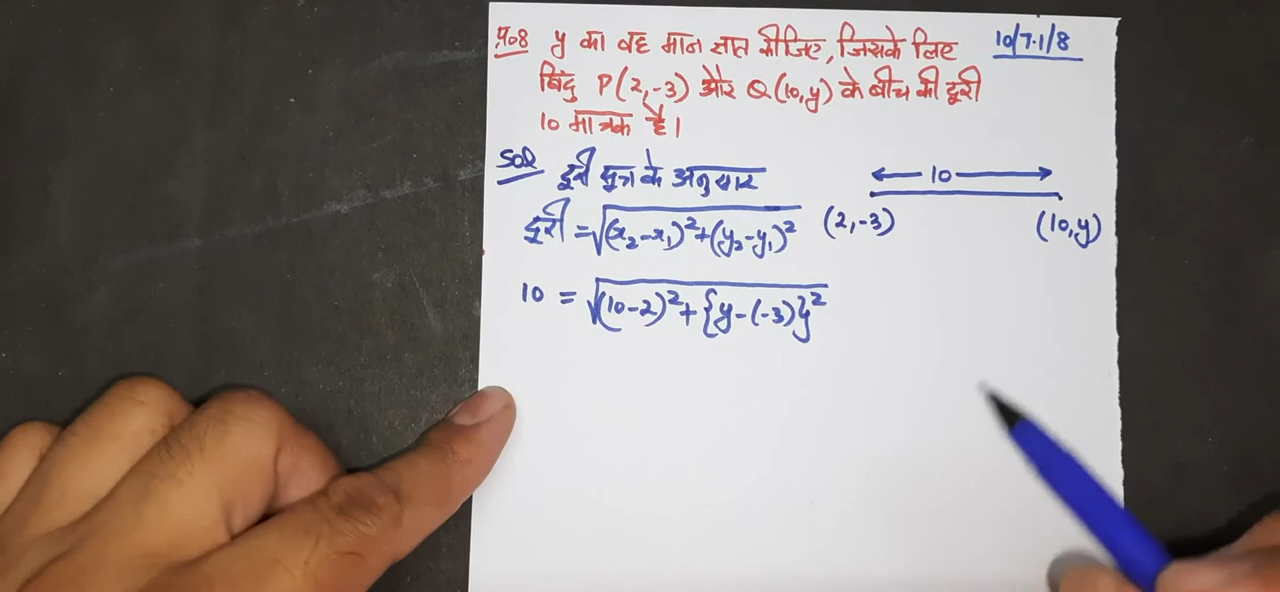 प्र०8 y का वह मान ज्ञात कीजिए, जिसके लिए 10/7.1/8
बिंदु P(2,-3) और Q(10,y) के बीच की दूरी
10 मात्रक है।
Sol दूरी सूत्र के अनुसार
10
दूरी = √(x₂-x₁)²+(y₂-y₁)² (2,-3) (10,y)
10 = √(10-2)²+{y-(-3)}²